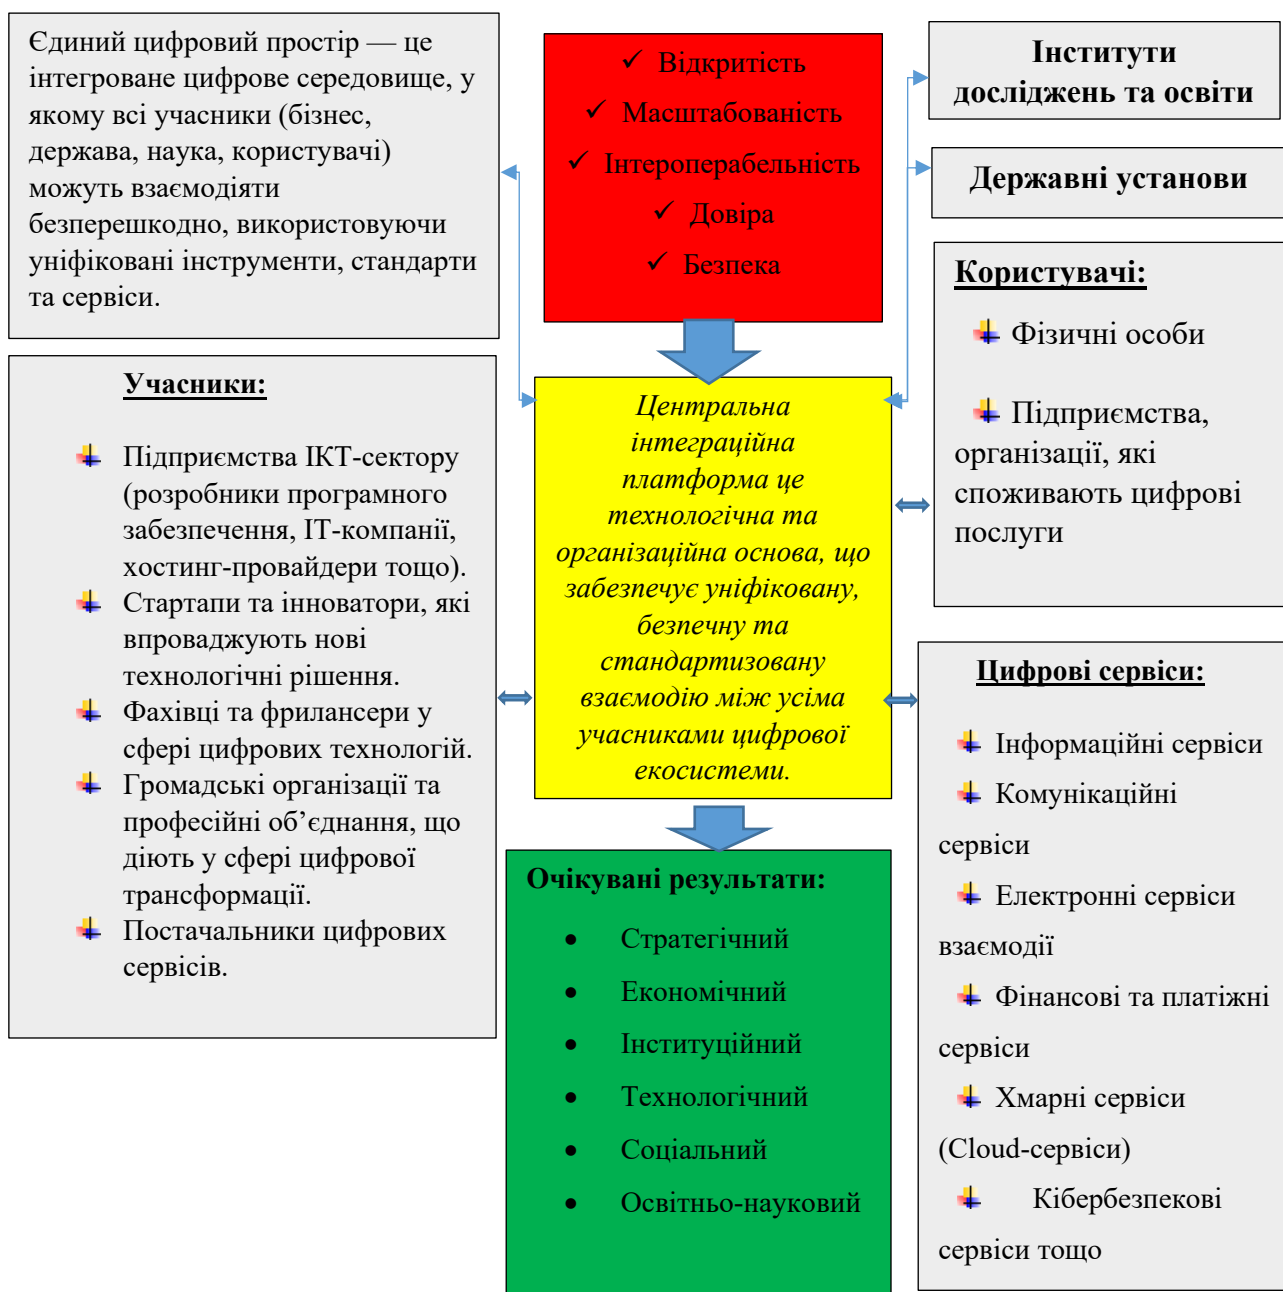 Єдиний цифровий простір — це
інтегроване цифрове середовище, у
якому всі учасники (бізнес,
держава, наука, користувачі)
можуть взаємодіяти
безперешкодно, використовуючи
уніфіковані інструменти, стандарти
та сервіси.
Відкритість
Масштабованість
Інтероперабельність
Довіра
Безпека
Інститути
досліджень та освіти
Державні установи
Користувачі:
Фізичні особи
Підприємства,
організації, які
споживають цифрові
послуги
Учасники:
Підприємства ІКТ-сектору
(розробники програмного
забезпечення, ІТ-компанії,
хостинг-провайдери тощо).
Стартапи та інноватори, які
впроваджують нові
технологічні рішення.
Фахівці та фрилансери у
сфері цифрових технологій.
Громадські організації та
професійні об’єднання, що
діють у сфері цифрової
трансформації.
Постачальники цифрових
сервісів.
Центральна
інтеграційна
платформа це
технологічна та
організаційна основа, що
забезпечує уніфіковану,
безпечну та
стандартизовану
взаємодію між усіма
учасниками цифрової
екосистеми.
Цифрові сервіси:
Інформаційні сервіси
Комунікаційні
сервіси
Електронні сервіси
взаємодії
Фінансові та платіжні
сервіси
Хмарні сервіси
(Cloud-сервіси)
Кібербезпекові
сервіси тощо
Очікувані результати:
• Стратегічний
• Економічний
• Інституційний
• Технологічний
• Соціальний
• Освітньо-науковий